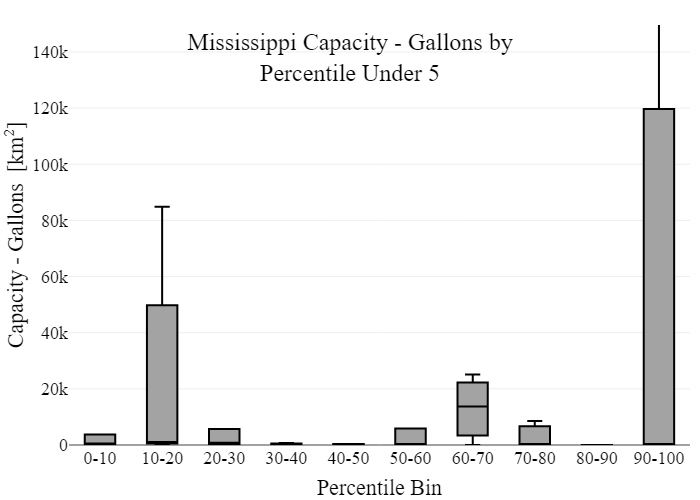 Mississippi Capacity - Gallons by
Percentile Under 5
Capacity - Gallons [km²]
140k
120k
100k
80k
60k
40k
20k
0
0-10 10-20 20-30 30-40 40-50 50-60 60-70 70-80 80-90 90-100
Percentile Bin